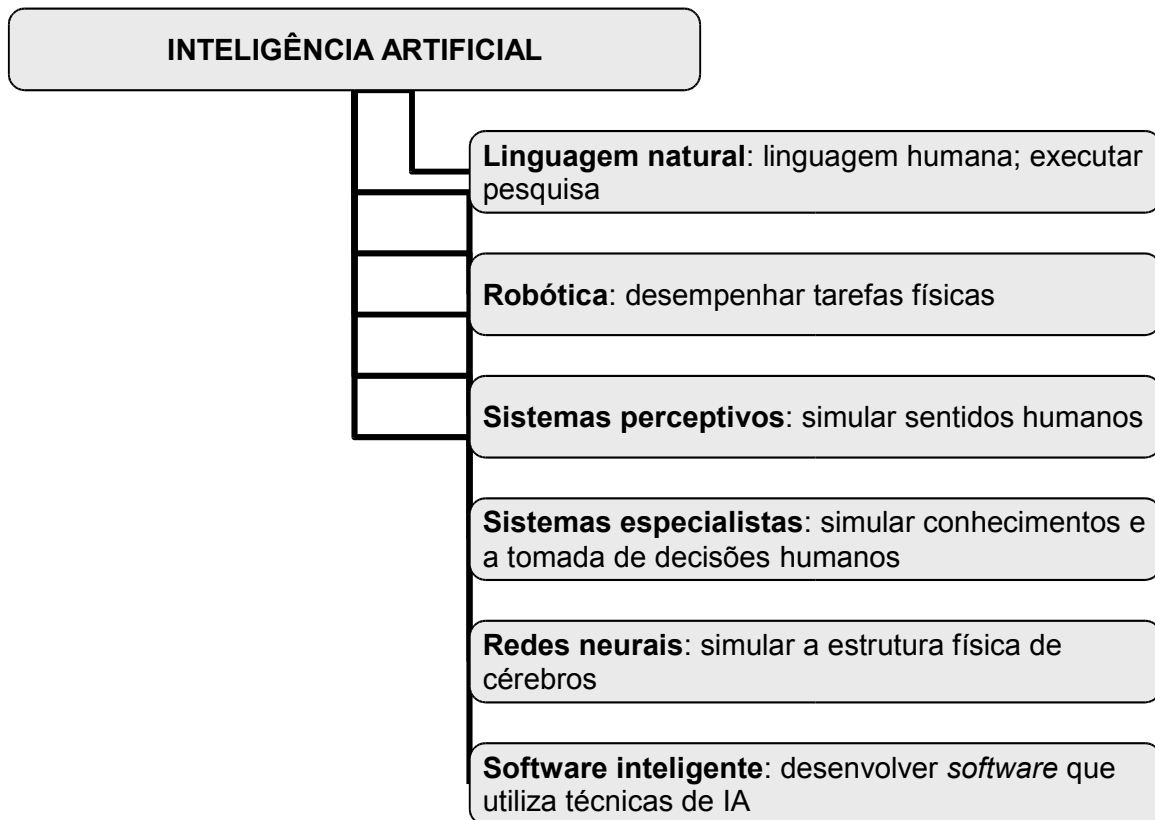 INTELIGÊNCIA ARTIFICIAL
Linguagem natural: linguagem humana; executar
pesquisa
Robótica: desempenhar tarefas físicas
Sistemas perceptivos: simular sentidos humanos
Sistemas especialistas: simular conhecimentos e
a tomada de decisões humanos
Redes neurais: simular a estrutura física de
cérebros
Software inteligente: desenvolver software que
utiliza técnicas de IA